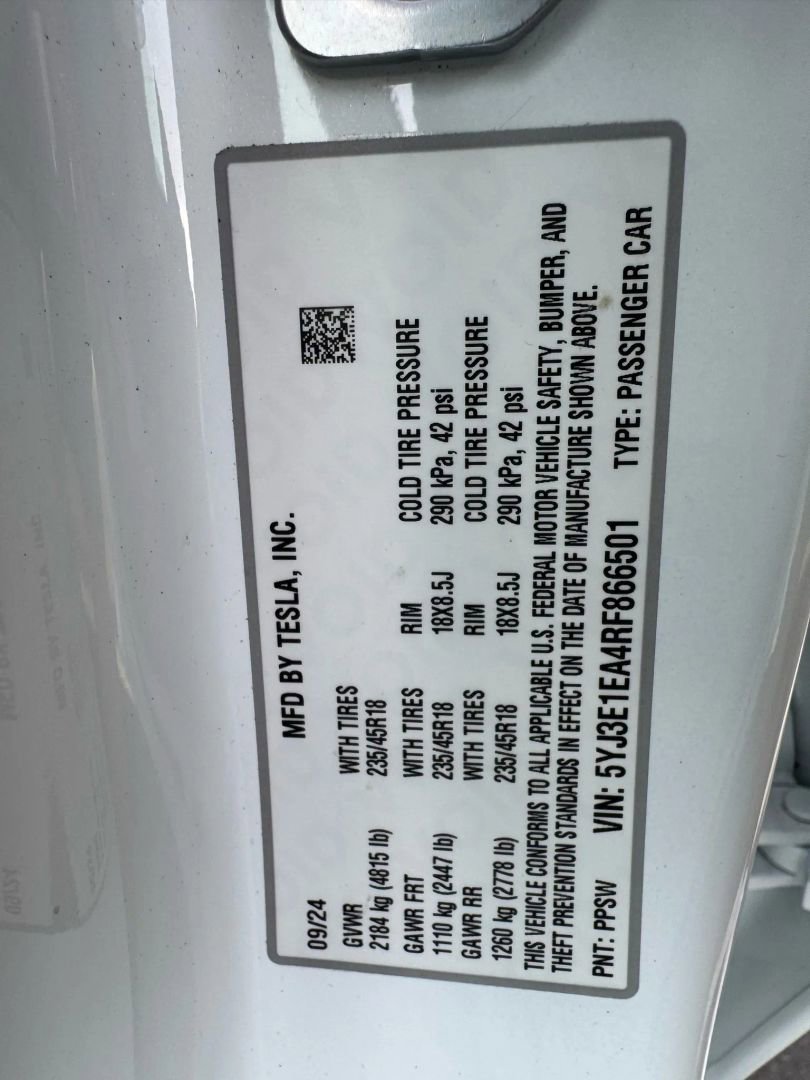 MFD BY TESLA, INC.
09/24
GVWR WITH TIRES
2184 kg (4815 lb) 235/45R18
GAWR FRT WITH TIRES RIM COLD TIRE PRESSURE
1110 kg (2447 lb) 235/45R18 18X8.5J 290 kPa, 42 psi
GAWR RR WITH TIRES RIM COLD TIRE PRESSURE
1260 kg (2778 lb) 235/45R18 18X8.5J 290 kPa, 42 psi
THIS VEHICLE CONFORMS TO ALL APPLICABLE U.S. FEDERAL MOTOR VEHICLE SAFETY, BUMPER, AND
THEFT PREVENTION STANDARDS IN EFFECT ON THE DATE OF MANUFACTURE SHOWN ABOVE.
PNT: PPSW VIN: 5YJ3E1EA4RF866501 TYPE: PASSENGER CAR